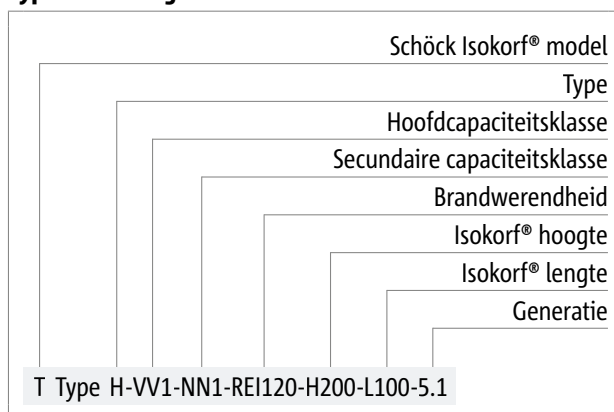 Schöck Isokorf® model
Type
Hoofdcapaciteitsklasse
Secundaire capaciteitsklasse
Brandwerendheid
Isokorf® hoogte
Isokorf® lengte
Generatie
T Type H-VV1-NN1-REI120-H200-L100-5.1